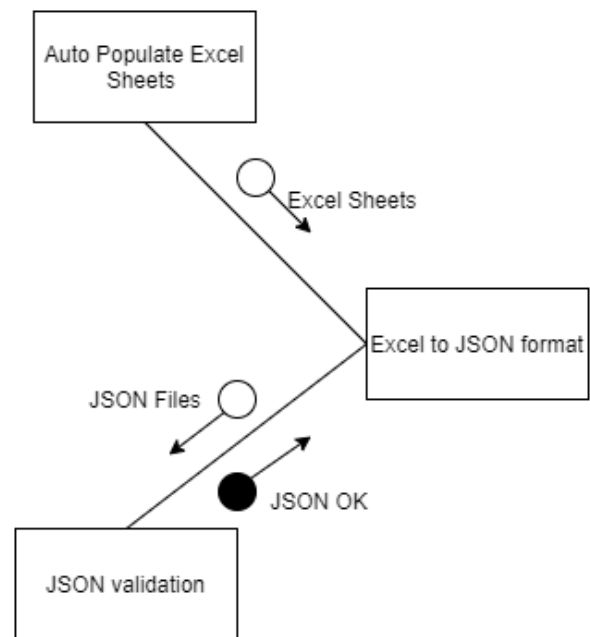 Auto Populate Excel
Sheets
Excel Sheets
Excel to JSON format
JSON Files
JSON OK
JSON validation